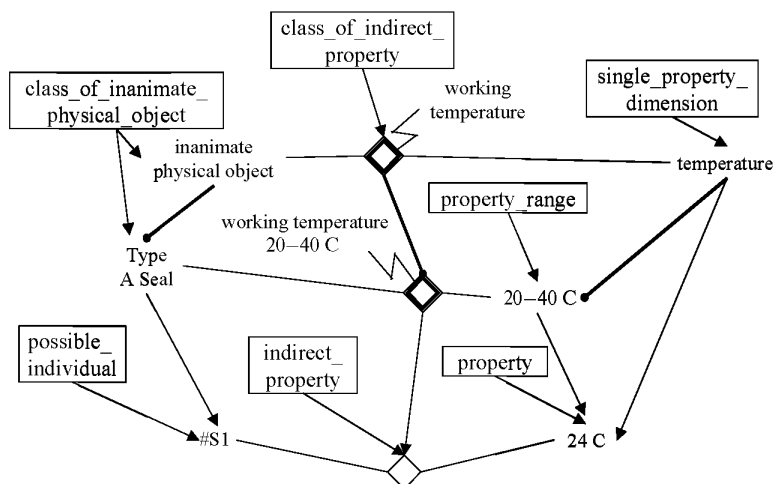 class_of_indirect_
property
class_of_inanimate_
physical_object
working
temperature
single_property_
dimension
inanimate
physical object
temperature
property_range
working temperature
20–40 C
Type
A Seal
20–40 C
possible_
individual
indirect_
property
property
#S1
24 C